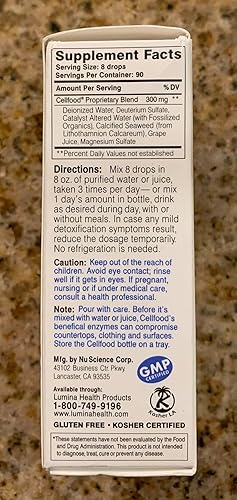 Supplement Facts
Serving Size: 8 drops
Servings Per Container: 90
Amount Per Serving % DV
Cellfood® Proprietary Blend 300 mg **
Deionized Water, Deuterium Sulfate,
Catalyst Altered Water (with Fossilized
Organics), Calcified Seaweed (from
Lithothamnion Calcareum), Grape
Juice, Magnesium Sulfate
**Percent Daily Values not established
Directions: Mix 8 drops in
8 oz. of purified water or juice,
taken 3 times per day— or mix
1 day's amount in bottle, drink
as desired during day, with or
without meals. In case any mild
detoxification symptoms result,
reduce the dosage temporarily.
No refrigeration is needed.
Caution: Keep out of the reach of
children. Avoid eye contact; rinse
well if it gets in eyes. If pregnant,
nursing or if under medical care,
consult a health professional.
Note: Pour with care. Before it's
mixed with water or juice, Cellfood's
benefical enzymes can compromise
countertops, clothing and surfaces.
Store the Cellfood bottle on a tray.
Mfg. by Nu Science Corp.
43102 Business Ctr. Pkwy.
Lancaster, CA 93535
GMP
CERTIFIED
Available through:
Lumina Health Products
1-800-749-9196
www.luminahealth.com
K
Kosher LA
GLUTEN FREE • KOSHER CERTIFIED
*These statements have not been evaluated by the Food
and Drug Administration. This product is not intended
to diagnose, treat, cure or prevent any disease.